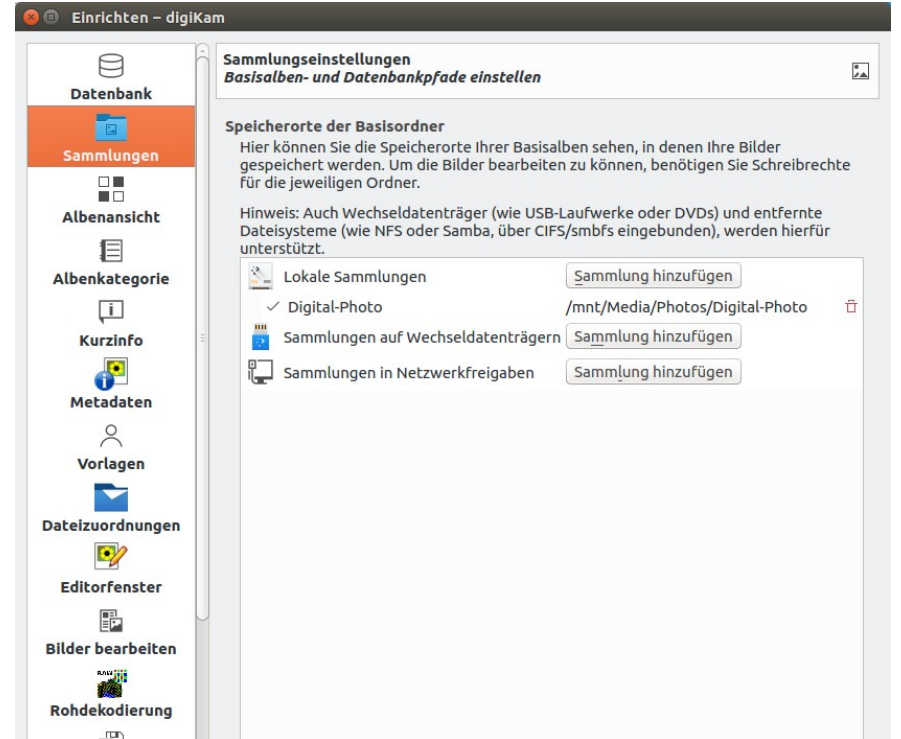 Einrichten – digiKam
Datenbank
Sammlungen
Albenansicht
Albenkategorie
Kurzinfo
Metadaten
Vorlagen
Dateizuordnungen
Editorfenster
Bilder bearbeiten
RAW
Rohdekodierung
Sammlungseinstellungen
Basisalben- und Datenbankpfade einstellen
Speicherorte der Basisordner
Hier können Sie die Speicherorte Ihrer Basisalben sehen, in denen Ihre Bilder
gespeichert werden. Um die Bilder bearbeiten zu können, benötigen Sie Schreibrechte
für die jeweiligen Ordner.
Hinweis: Auch Wechseldatenträger (wie USB-Laufwerke oder DVDs) und entfernte
Dateisysteme (wie NFS oder Samba, über CIFS/smbfs eingebunden), werden hierfür
unterstützt.
Lokale Sammlungen Sammlung hinzufügen
Digital-Photo /mnt/Media/Photos/Digital-Photo
Sammlungen auf Wechseldatenträgern Sammlung hinzufügen
Sammlungen in Netzwerkfreigaben Sammlung hinzufügen